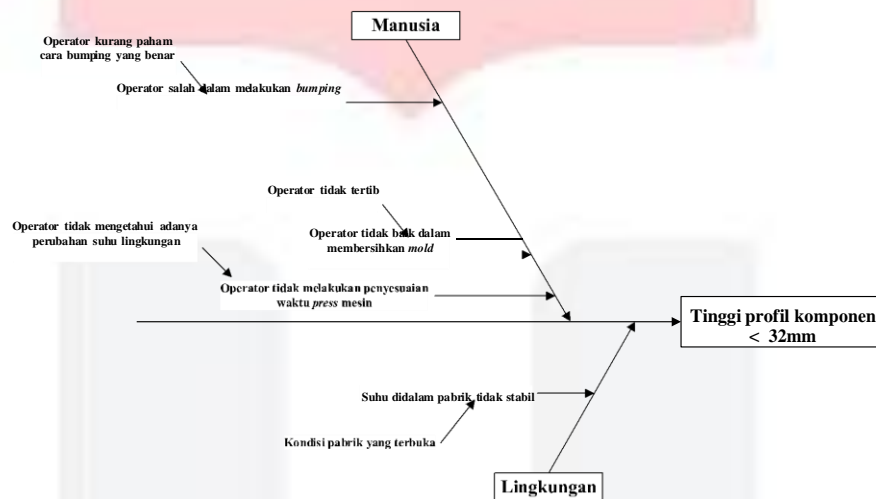 Manusia
Operator kurang paham
cara bumping yang benar
Operator salah dalam melakukan bumping
Operator tidak tertib
Operator tidak baik dalam
membersihkan mold
Operator tidak mengetahui adanya
perubahan suhu lingkungan
Operator tidak melakukan penyesuaian
waktu press mesin
Tinggi profil komponen
< 32mm
Suhu didalam pabrik tidak stabil
Kondisi pabrik yang terbuka
Lingkungan